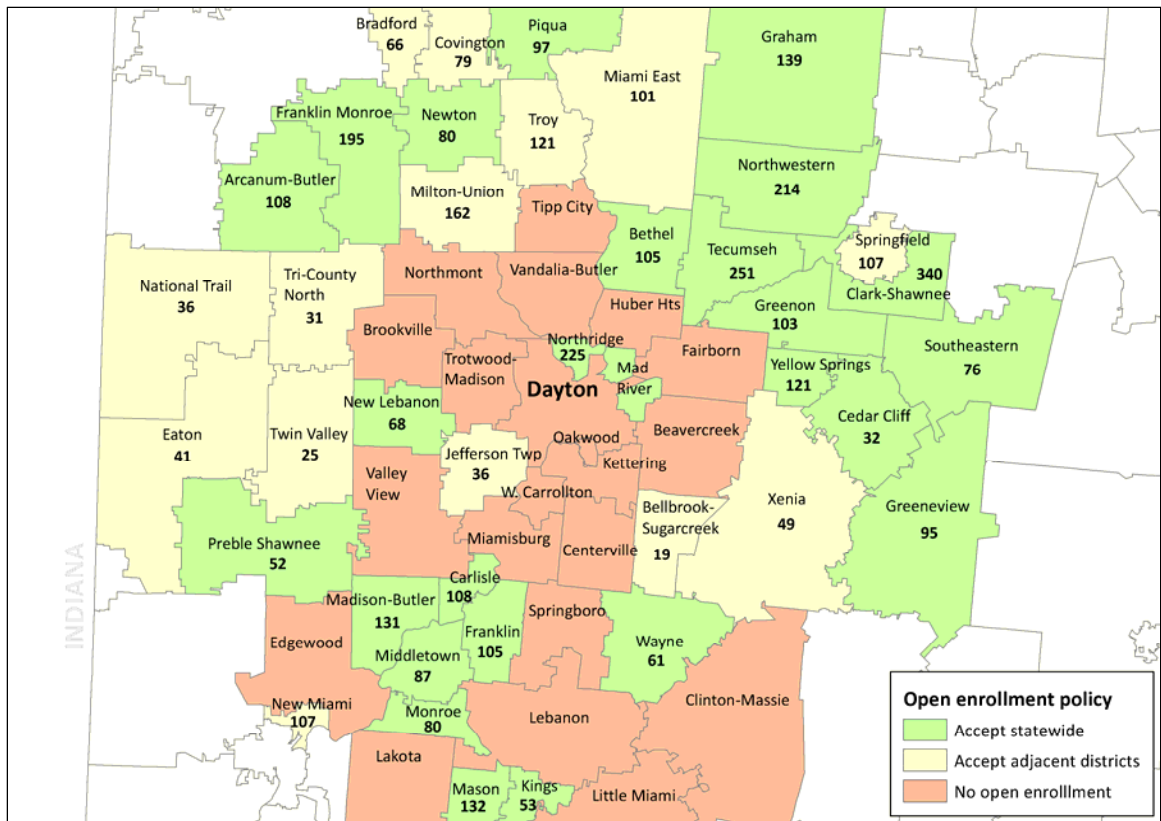 Bradford
66
Covington
79
Piqua
97
Graham
139
Miami East
101
Franklin Monroe
195
Newton
80
Troy
121
Arcanum-Butler
108
Milton-Union
162
Northwestern
214
Tipp City
Bethel
105
Tecumseh
251
Springfield
107
340
Clark-Shawnee
National Trail
36
Tri-County
North
31
Northmont
Vandalia-Butler
Huber Hts
Greenon
103
Brookville
Northridge
225
Fairborn
Southeastern
76
Trotwood-
Madison
Mad
River
Yellow Springs
121
Dayton
New Lebanon
68
Cedar Cliff
32
Eaton
41
Twin Valley
25
Oakwood
Beavercreek
Jefferson Twp
36
Kettering
Valley
View
W. Carrollton
Xenia
49
Bellbrook-
Sugarcreek
19
Greeneview
95
Preble Shawnee
52
Miamisburg
Centerville
INDIANA
Carlisle
108
Madison-Butler
131
Springboro
Franklin
105
Wayne
61
Edgewood
Middletown
87
New Miami
107
Monroe
80
Lebanon
Clinton-Massie
Lakota
Mason
132
Kings
53
Little Miami
Open enrollment policy
Accept statewide
Accept adjacent districts
No open enrolllment